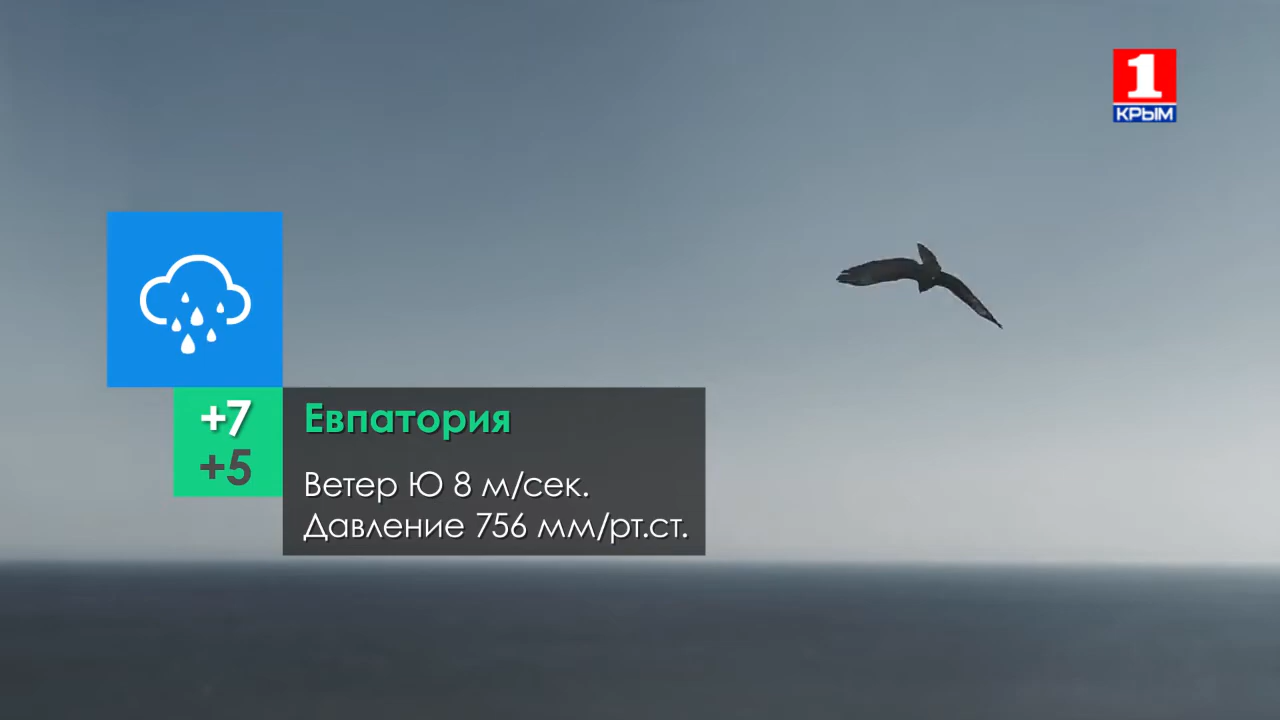 1
КРЫМ
+7
+5
Евпатория
Ветер Ю 8 м/сек.
Давление 756 мм/рт.ст.